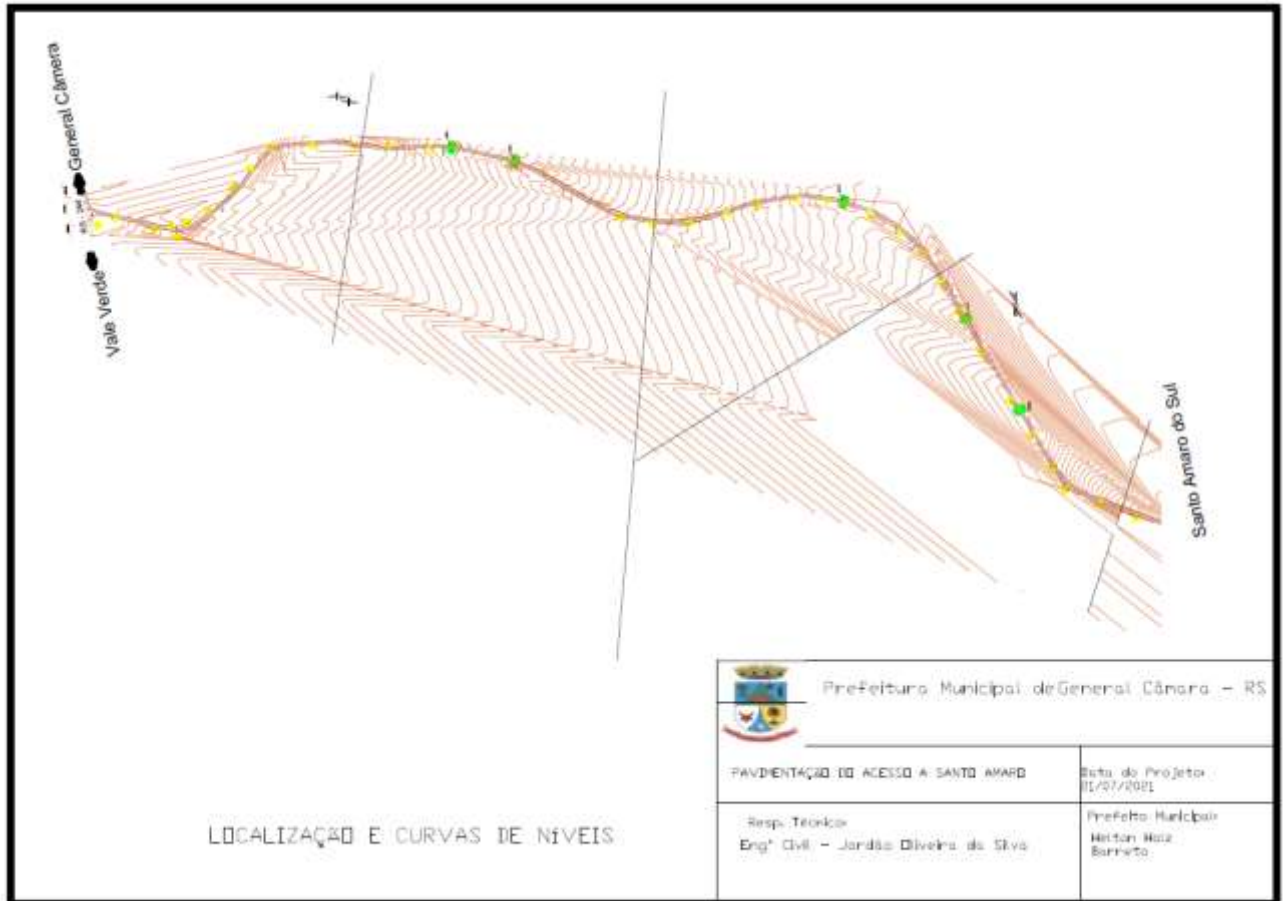 General Câmera
Vale Verde
Santo Amaro do Sul
Prefeitura Municipal de General Câmara - RS
PAVIMENTAÇÃO DO ACESSO A SANTO AMARO
Data do Projeto:
01/07/2021
LOCALIZAÇÃO E CURVAS DE NÍVEIS
Resp. Técnico:
Eng° Civil - Jordão Oliveira da Silva
Prefeito Municipal:
Helton
Barreto